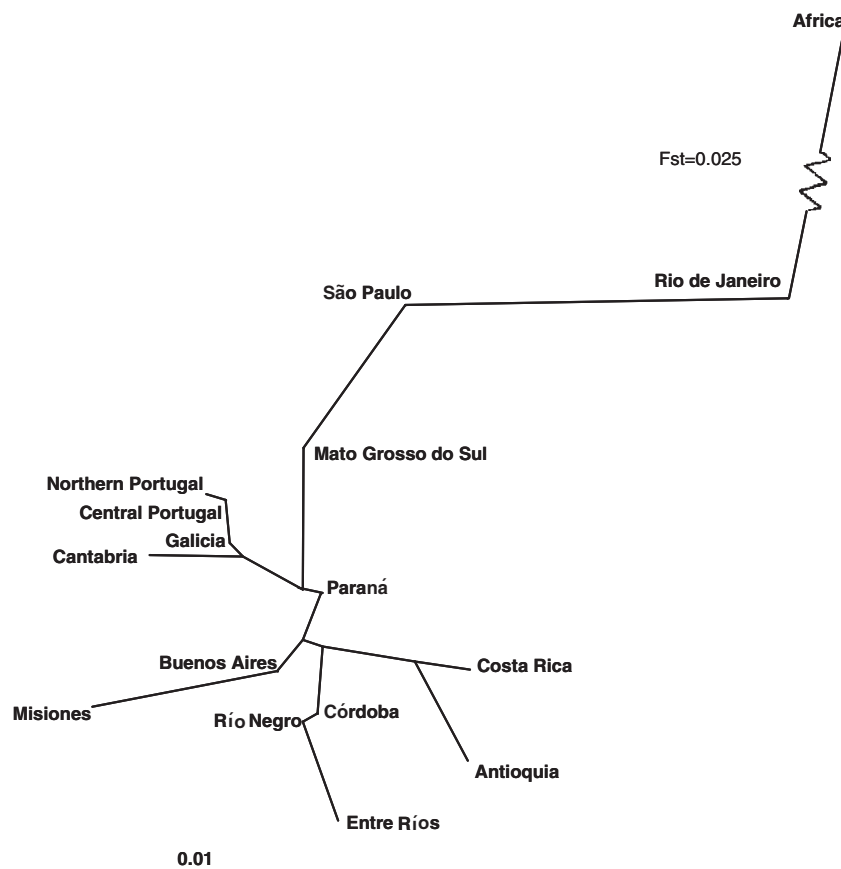 Africa
Fst=0.025
Rio de Janeiro
São Paulo
Mato Grosso do Sul
Northern Portugal
Central Portugal
Galicia
Cantabria
Paraná
Buenos Aires
Costa Rica
Misiones
Río Negro
Córdoba
Antioquia
Entre Ríos
0.01